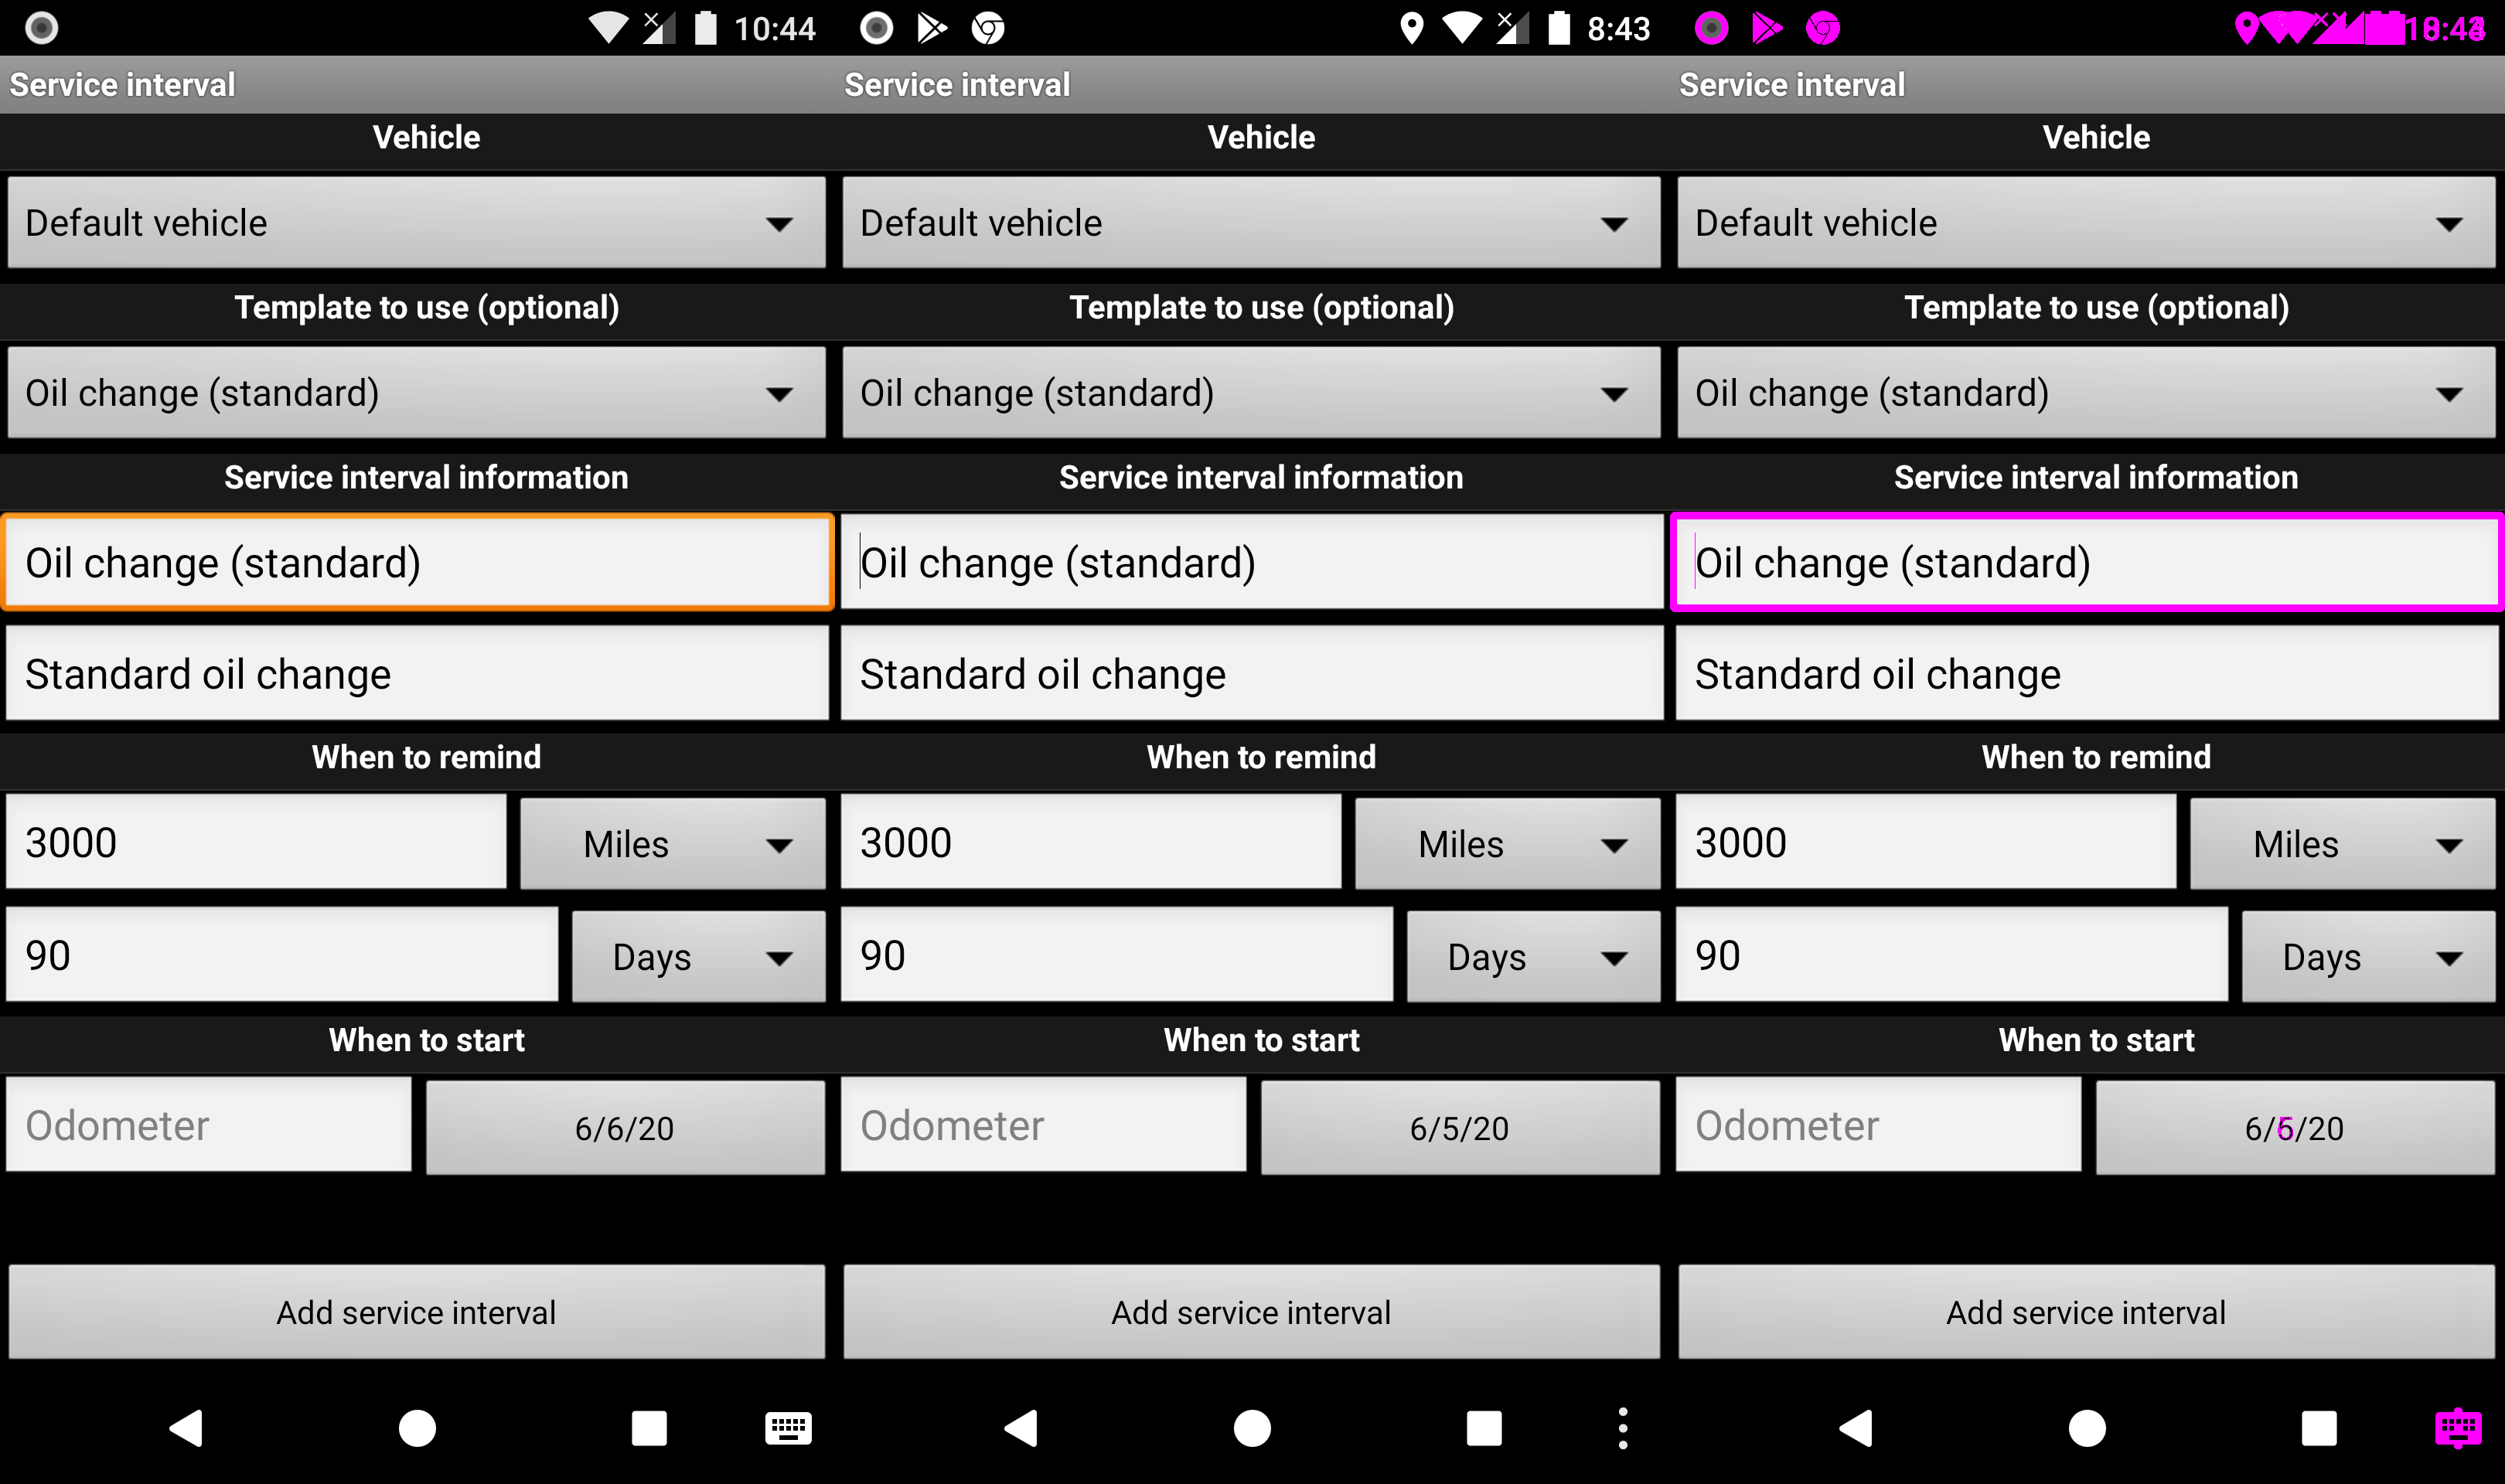 10:44
Service interval
Vehicle
Default vehicle
Template to use (optional)
Oil change (standard)
Service interval information
Oil change (standard)
Standard oil change
When to remind
3000 Miles
90 Days
When to start
Odometer 6/6/20
Add service interval
8:43
Service interval
Vehicle
Default vehicle
Template to use (optional)
Oil change (standard)
Service interval information
Oil change (standard)
Standard oil change
When to remind
3000 Miles
90 Days
When to start
Odometer 6/5/20
Add service interval
Service interval
Vehicle
Default vehicle
Template to use (optional)
Oil change (standard)
Service interval information
Oil change (standard)
Standard oil change
When to remind
3000 Miles
90 Days
When to start
Odometer
Add service interval